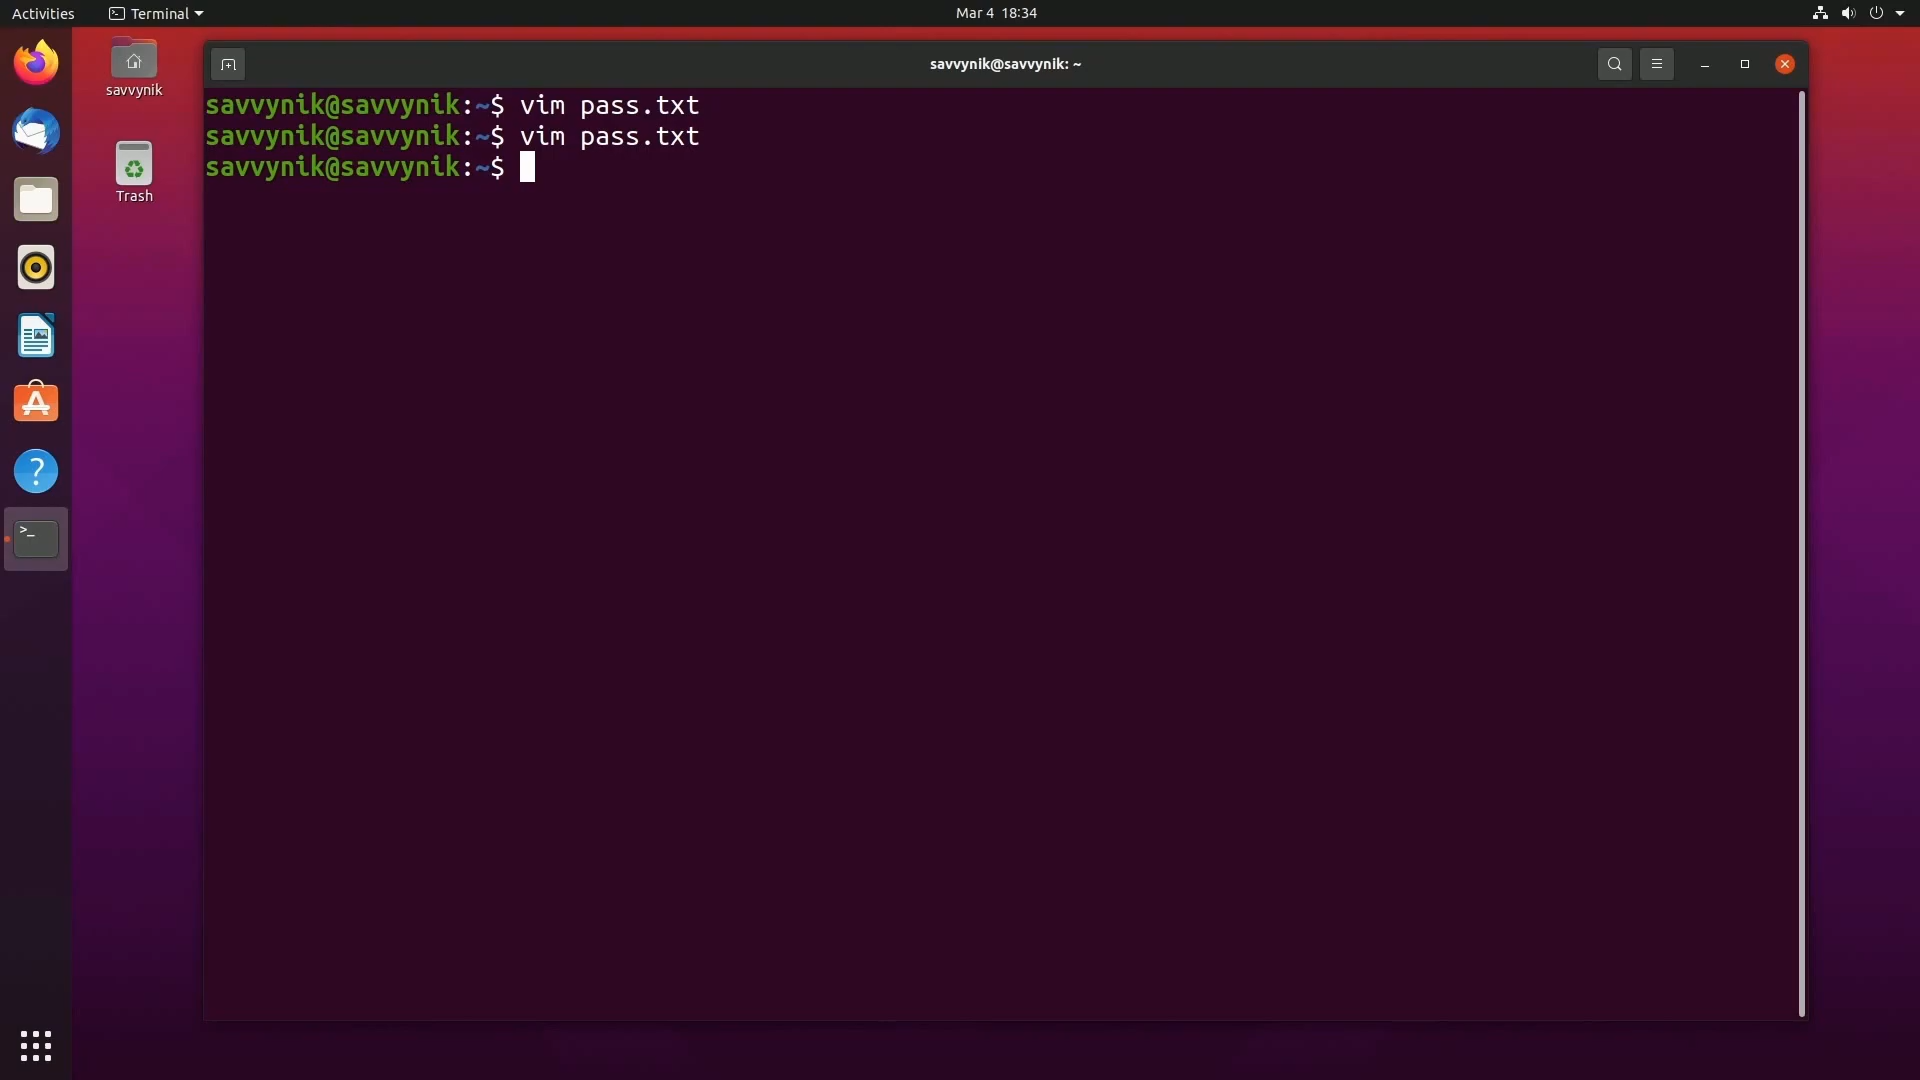 Activities
Terminal
Mar 4 18:34
savvynik
Trash
savvynik@savvynik: ~
savvynik@savvynik:~$ vim pass.txt
savvynik@savvynik:~$ vim pass.txt
savvynik@savvynik:~$